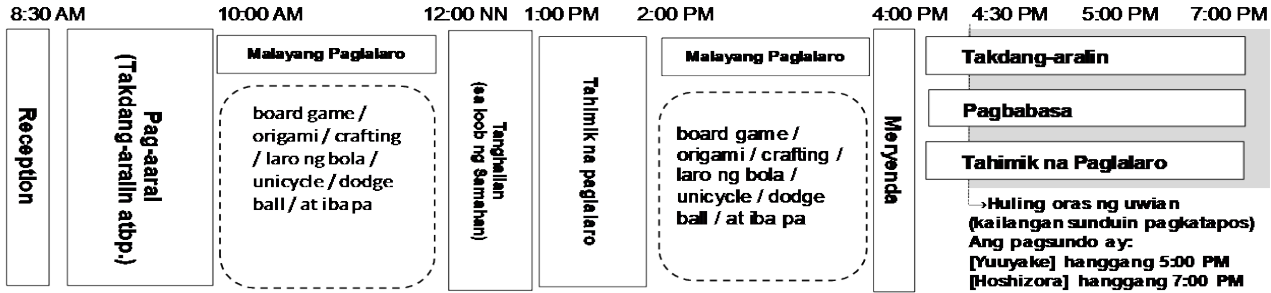 8:30 AM
10:00 AM
12:00 NN
1:00 PM
2:00 PM
4:00 PM
4:30 PM
5:00 PM
7:00 PM
Reception
Pag-aaral
(Takdang-aralin atbp.)
Malayang Paglalaro
board game /
origami / crafting
/ laro ng bola /
unicycle / dodge
ball / at iba pa
Tanghalian
(sa loob ng Samahan)
Tahimik na paglalaro
Malayang Paglalaro
board game /
origami / crafting /
laro ng bola /
unicycle / dodge
ball / at iba pa
Meryenda
Takdang-aralin
Pagbabasa
Tahimik na Paglalaro
→Huling oras ng uwian
(kailangan sunduin pagkatapos)
Ang pagsundo ay:
[Yuuyake] hanggang 5:00 PM
[Hoshizora] hanggang 7:00 PM